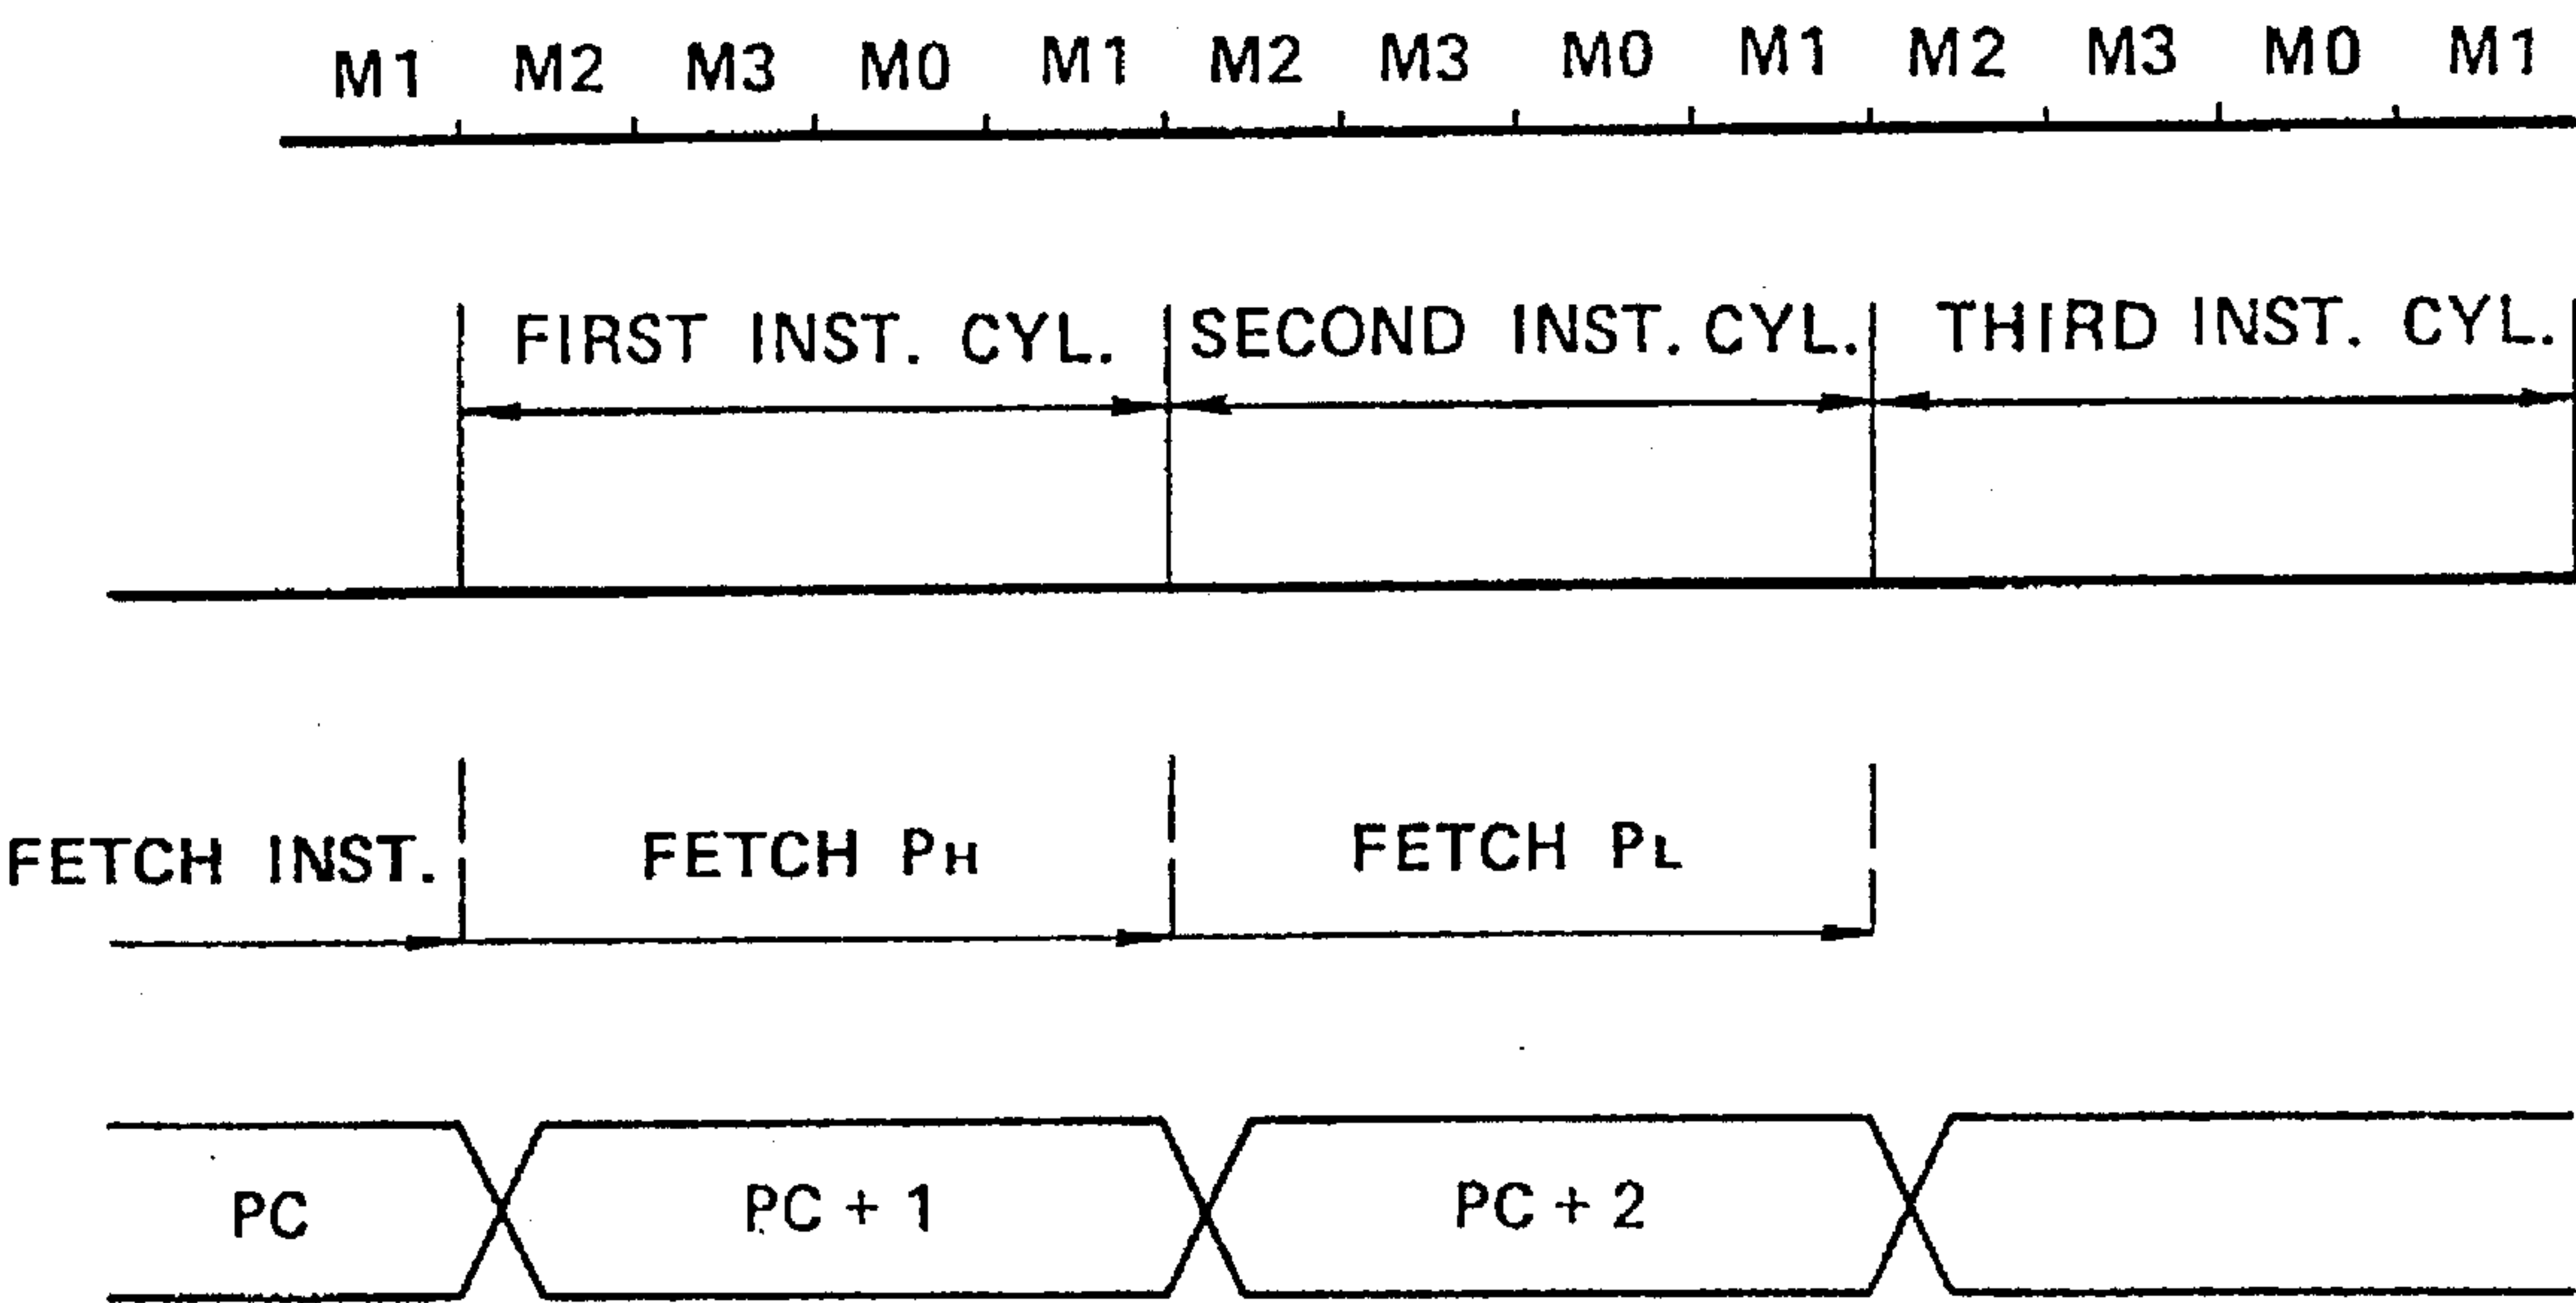 M1 M2 M3 M0 M1 M2 M3 M0 M1 M2 M3 M0 M1
FIRST INST. CYL. SECOND INST. CYL. THIRD INST. CYL.
FETCH INST. FETCH PH FETCH PL
PC PC + 1 PC + 2